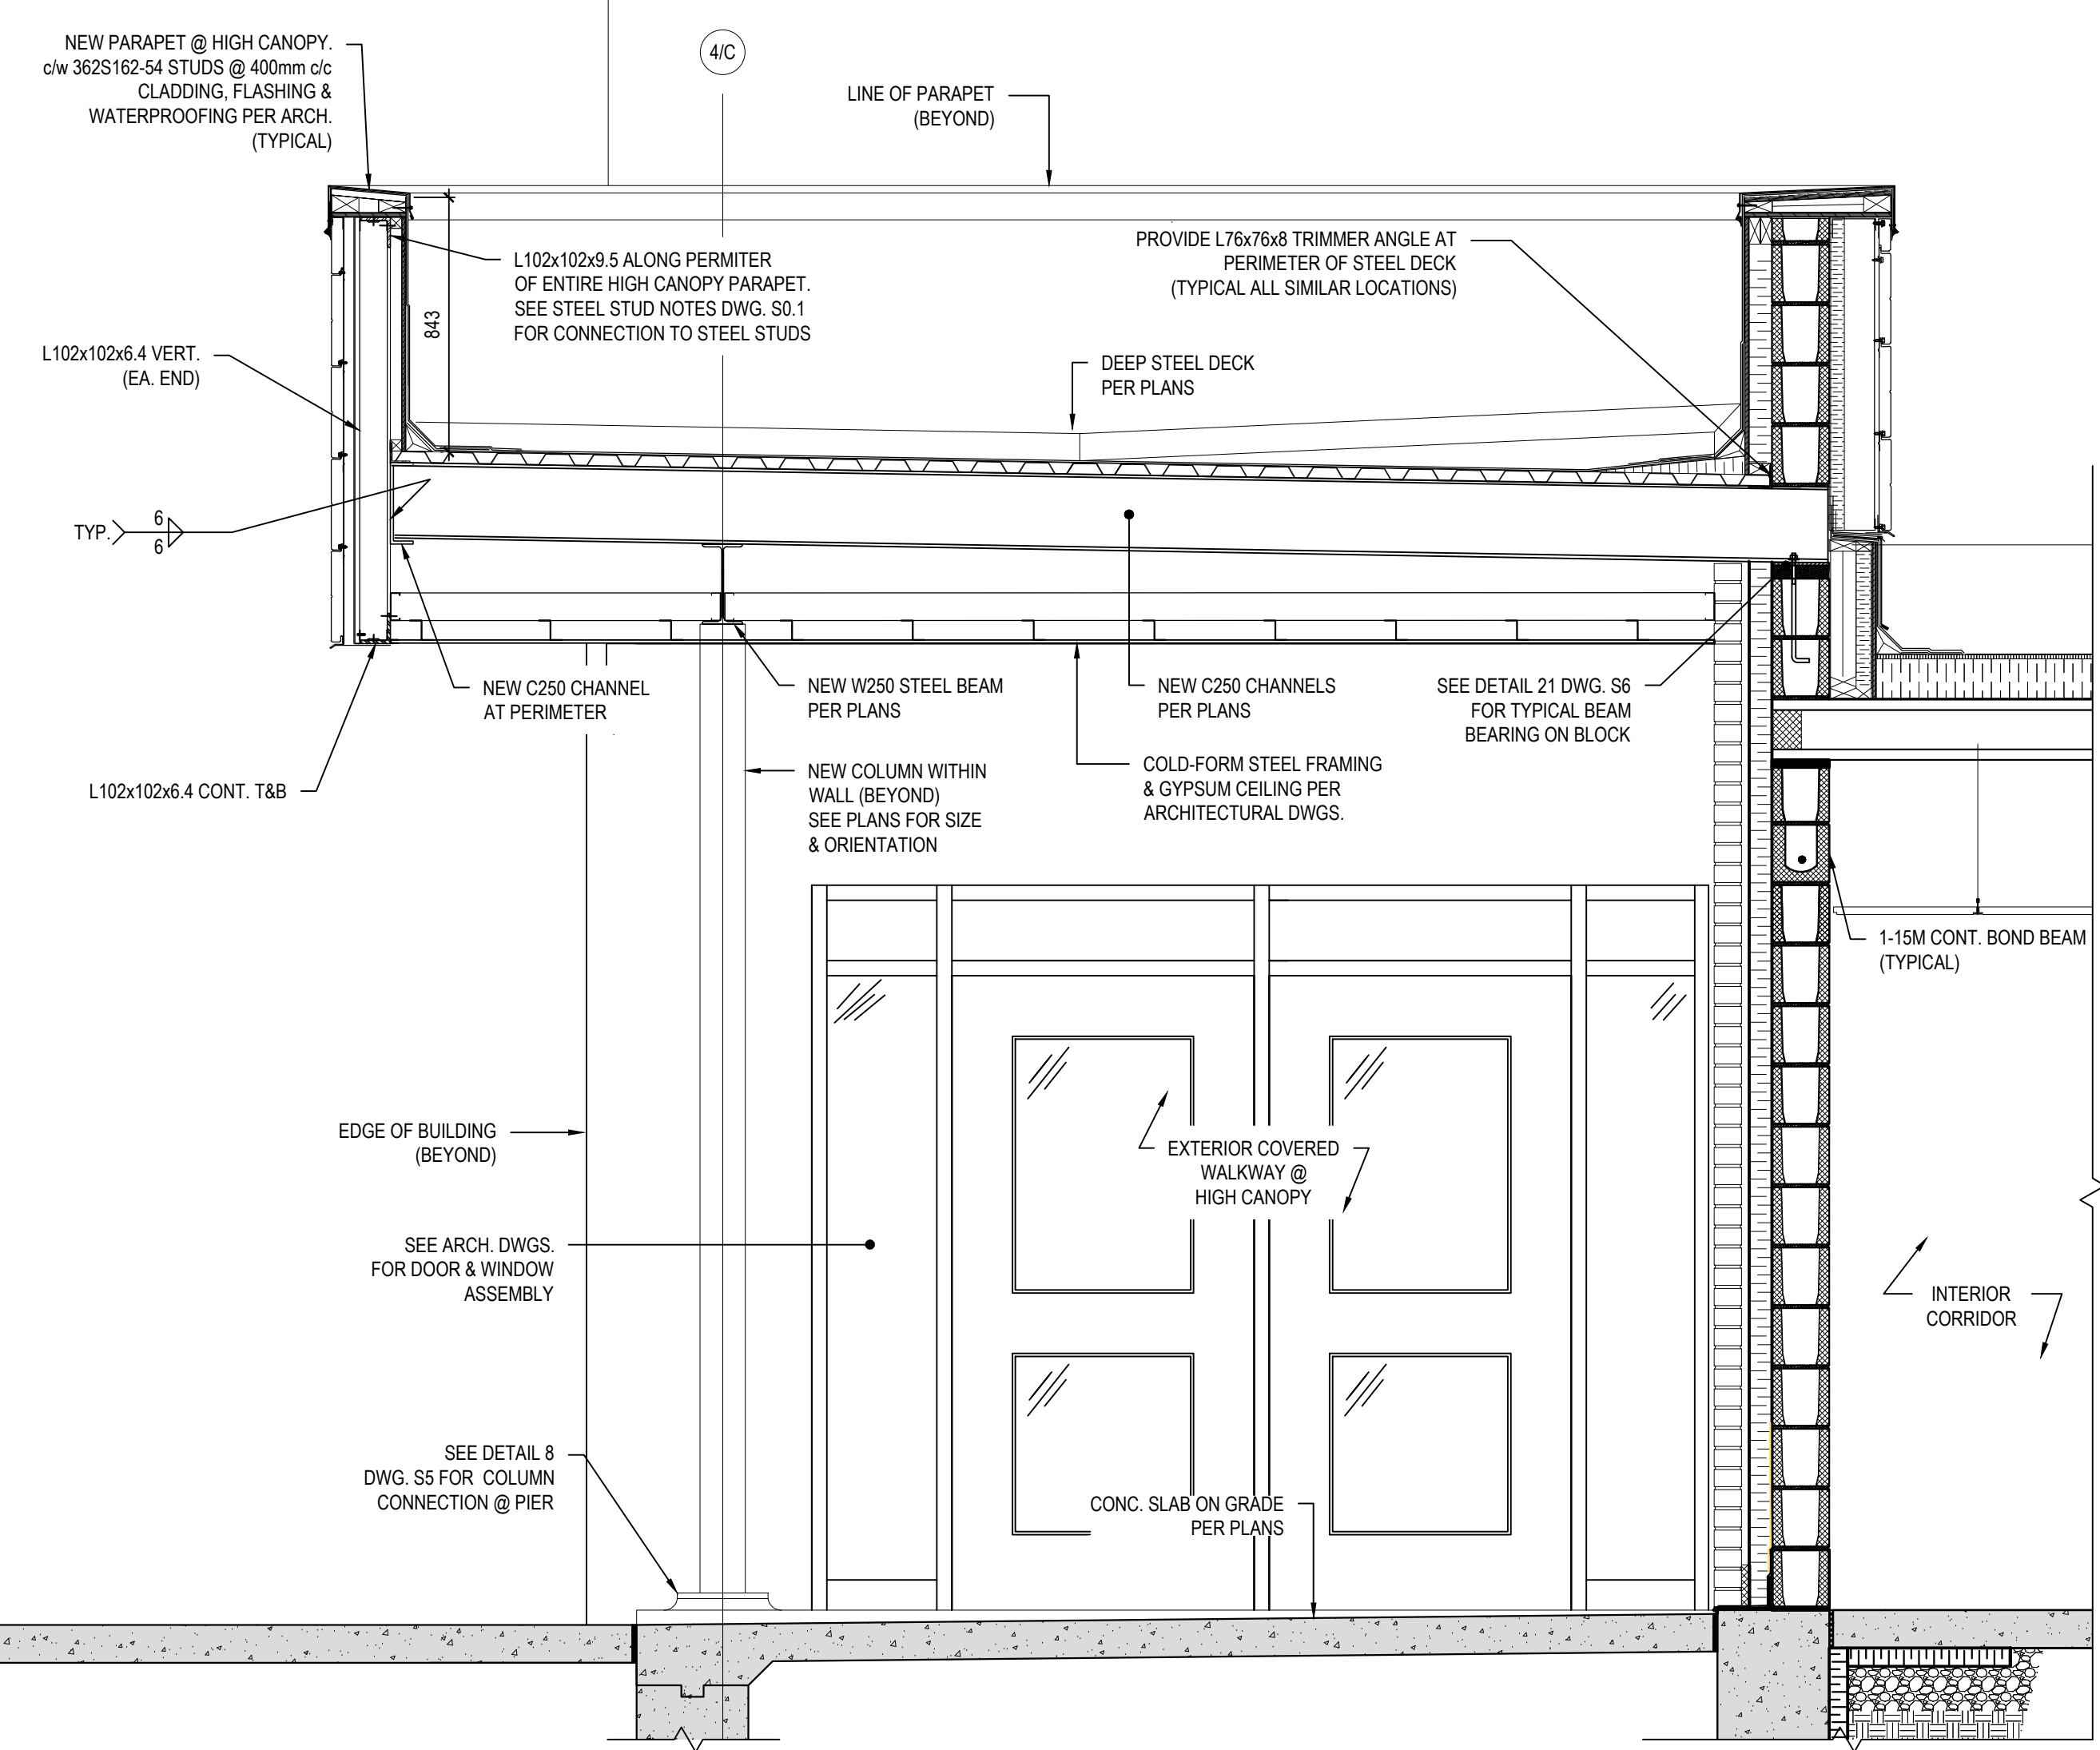 NEW PARAPET @ HIGH CANOPY.
c/w 362S162-54 STUDS @ 400mm c/c
CLADDING, FLASHING &
WATERPROOFING PER ARCH.
(TYPICAL)
4/C
LINE OF PARAPET
(BEYOND)
L102x102x9.5 ALONG PERMITER
OF ENTIRE HIGH CANOPY PARAPET.
SEE STEEL STUD NOTES DWG. S0.1
FOR CONNECTION TO STEEL STUDS
PROVIDE L76x76x8 TRIMMER ANGLE AT
PERIMETER OF STEEL DECK
(TYPICAL ALL SIMILAR LOCATIONS)
843
L102x102x6.4 VERT.
(EA. END)
DEEP STEEL DECK
PER PLANS
TYP.
6
6
NEW C250 CHANNEL
AT PERIMETER
NEW W250 STEEL BEAM
PER PLANS
NEW C250 CHANNELS
PER PLANS
SEE DETAIL 21 DWG. S6
FOR TYPICAL BEAM
BEARING ON BLOCK
L102x102x6.4 CONT. T&B
NEW COLUMN WITHIN
WALL (BEYOND)
SEE PLANS FOR SIZE
& ORIENTATION
COLD-FORM STEEL FRAMING
& GYPSUM CEILING PER
ARCHITECTURAL DWGS.
1-15M CONT. BOND BEAM
(TYPICAL)
EDGE OF BUILDING
(BEYOND)
EXTERIOR COVERED
WALKWAY @
HIGH CANOPY
SEE ARCH. DWGS.
FOR DOOR & WINDOW
ASSEMBLY
INTERIOR
CORRIDOR
SEE DETAIL 8
DWG. S5 FOR COLUMN
CONNECTION @ PIER
CONC. SLAB ON GRADE
PER PLANS